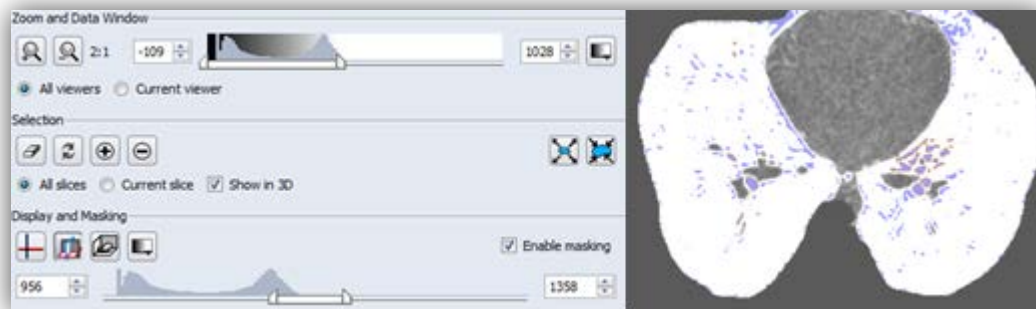 Zoom and Data Window
2:1 -109 1028
All viewers Current viewer
Selection
All slices Current slice Show in 3D
Display and Masking
Enable masking
956 1358